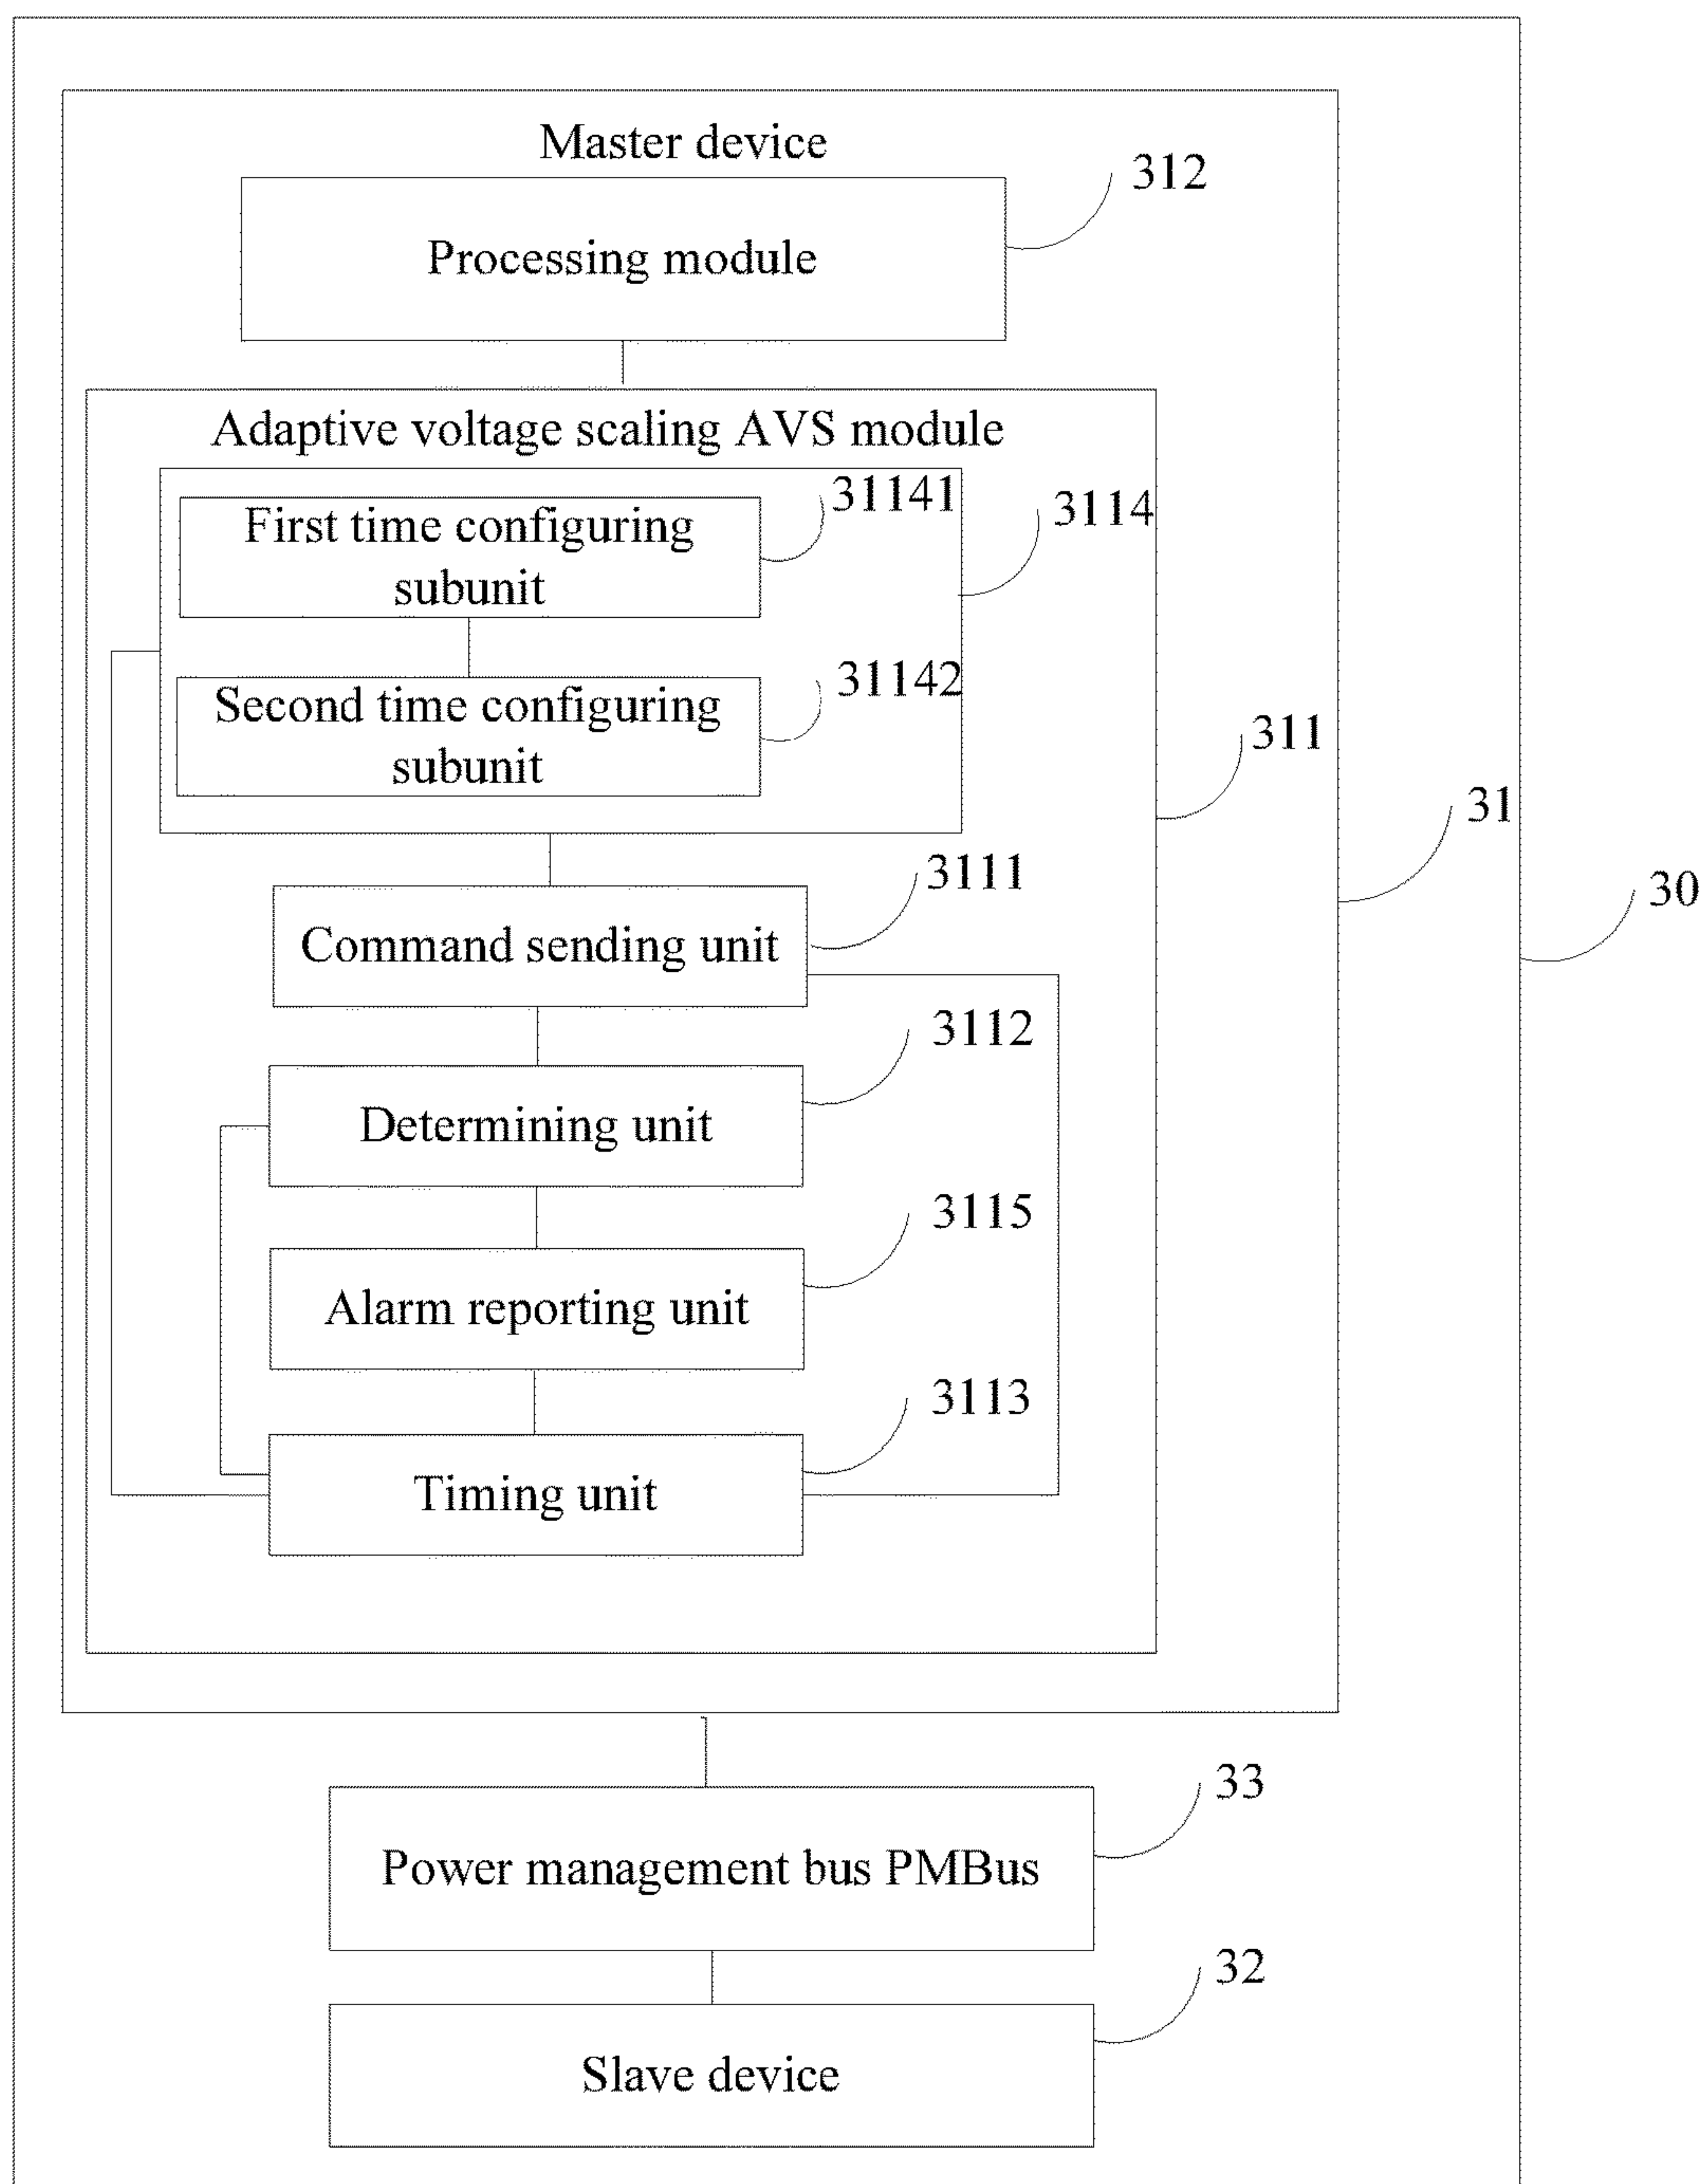 Master device
312
Processing module
Adaptive voltage scaling AVS module
31141
3114
First time configuring
subunit
31142
Second time configuring
subunit
311
31
30
3111
Command sending unit
3112
Determining unit
3115
Alarm reporting unit
3113
Timing unit
33
Power management bus PMBus
32
Slave device